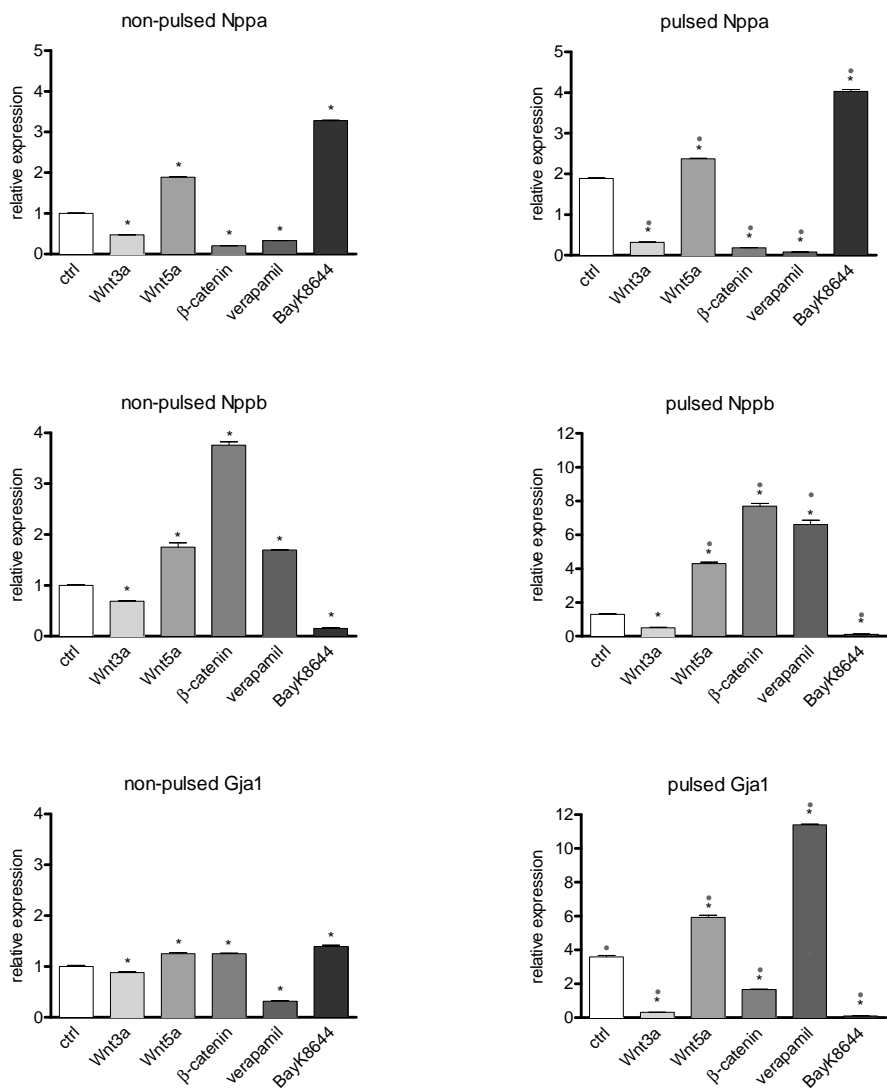 non-pulsed Nppa
relative expression
5
4
3
2
1
0
*
*
*
*
*
ctrl
Wnt3a
Wnt5a
β-catenin
verapamil
BayK8644
pulsed Nppa
relative expression
5
4
3
2
1
0
*
*
*
*
*
ctrl
Wnt3a
Wnt5a
β-catenin
verapamil
BayK8644
non-pulsed Nppb
relative expression
4
3
2
1
0
*
*
*
*
*
ctrl
Wnt3a
Wnt5a
β-catenin
verapamil
BayK8644
pulsed Nppb
relative expression
12
10
8
6
4
2
0
*
*
*
*
*
ctrl
Wnt3a
Wnt5a
β-catenin
verapamil
BayK8644
non-pulsed Gja1
relative expression
4
3
2
1
0
*
*
*
*
*
ctrl
Wnt3a
Wnt5a
β-catenin
verapamil
BayK8644
pulsed Gja1
relative expression
12
10
8
6
4
2
0
*
*
*
*
*
ctrl
Wnt3a
Wnt5a
β-catenin
verapamil
BayK8644